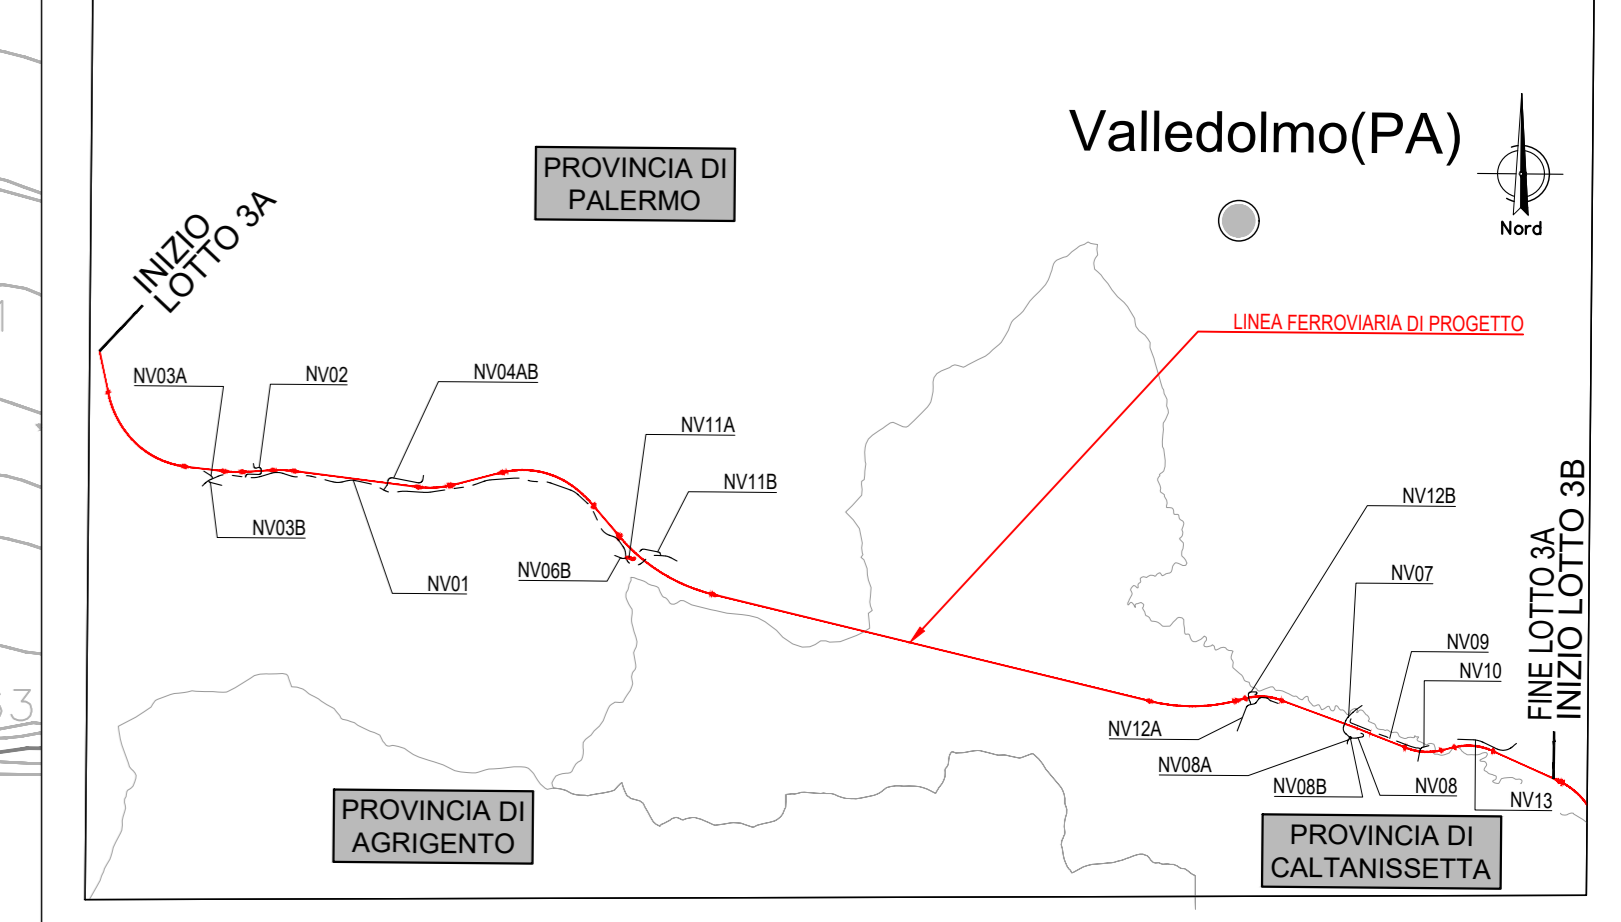 Valledolmo(PA)
Nord
PROVINCIA DI
PALERMO
INIZIO
LOTTO 3A
LINEA FERROVIARIA DI PROGETTO
NV03A
NV02
NV04AB
NV11A
NV11B
NV03B
NV01
NV06B
NV12B
NV07
NV09
NV10
NV12A
NV08A
NV08B
NV08
NV13
FINE LOTTO 3A
INIZIO LOTTO 3B
PROVINCIA DI
AGRIGENTO
PROVINCIA DI
CALTANISSETTA